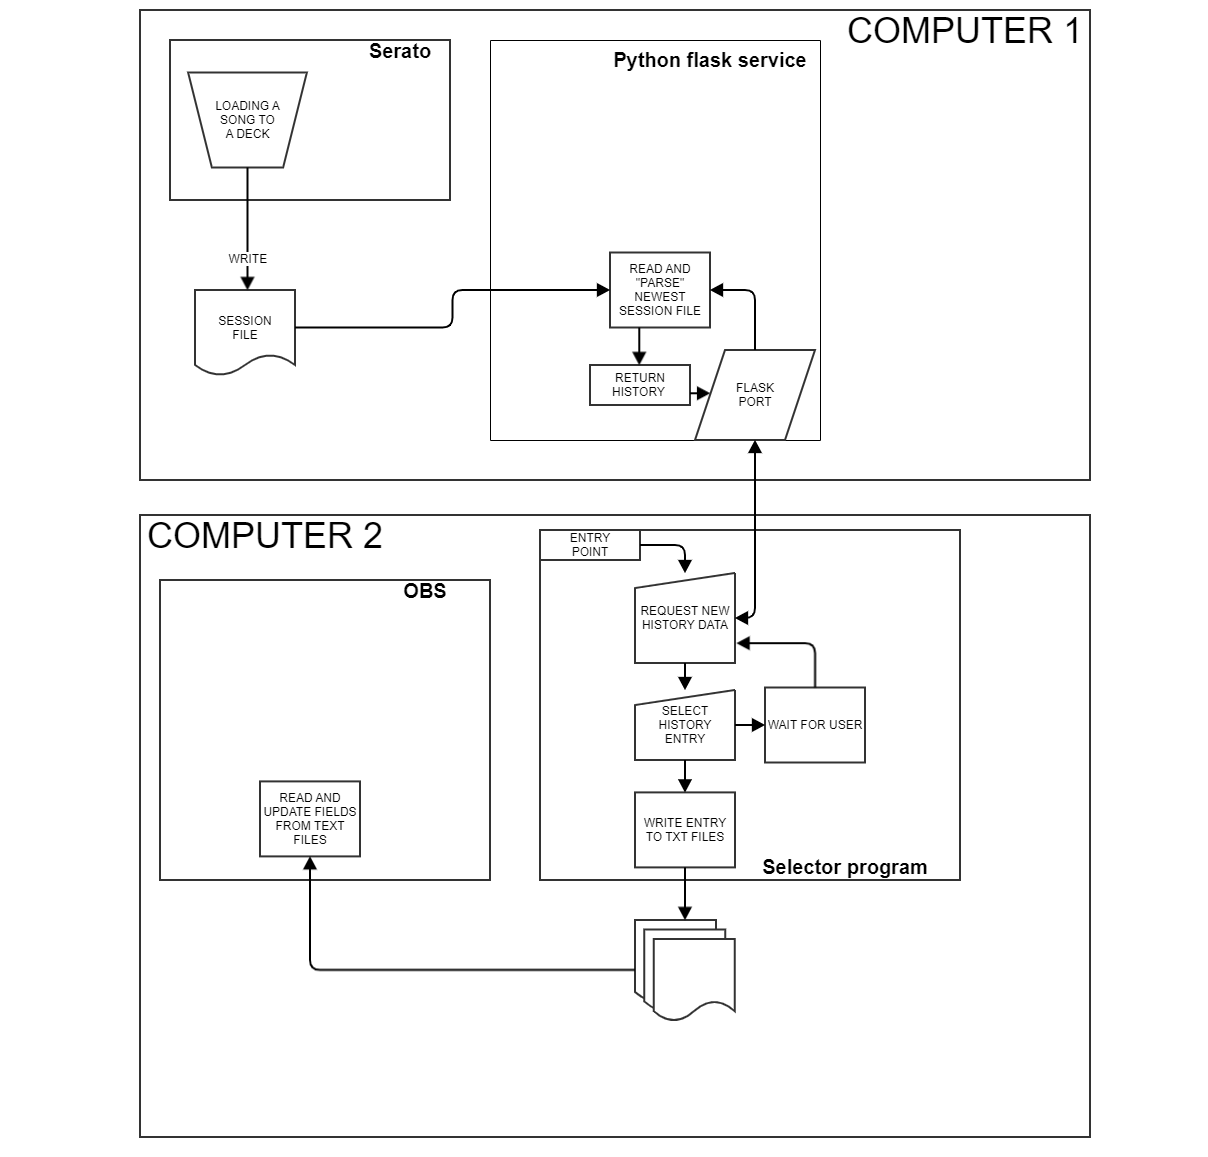 COMPUTER 1
Serato
Python flask service
LOADING A
SONG TO
A DECK
WRITE
SESSION
FILE
READ AND
"PARSE"
NEWEST
SESSION FILE
RETURN
HISTORY
FLASK
PORT
COMPUTER 2
ENTRY
POINT
OBS
REQUEST NEW
HISTORY DATA
SELECT
HISTORY
ENTRY
WAIT FOR USER
READ AND
UPDATE FIELDS
FROM TEXT
FILES
WRITE ENTRY
TO TXT FILES
Selector program